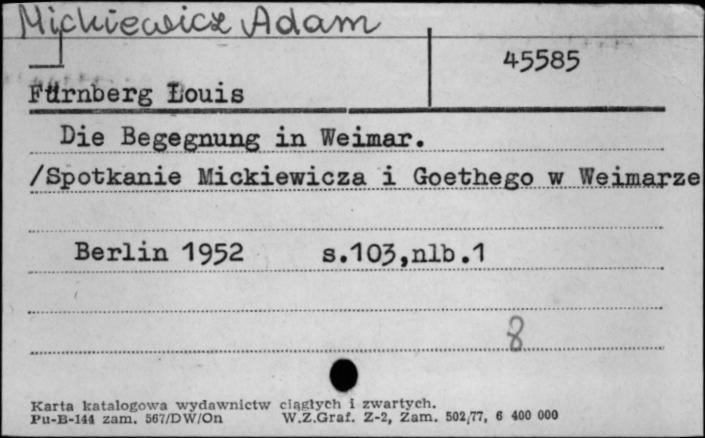 Mickiewicz Adam
45585
Fürnberg Louis
Die Begegnung in Weimar.
/Spotkanie Mickiewicza i Goethego w Weimarze
Berlin 1952 s.103,nlb.1
8
Karta katalogowa wydawnictw ciągłych i zwartych.
Pu-B-144 zam. 567/DW/On W.Z.Graf. Z-2, Zam. 502/77, 6 400 000